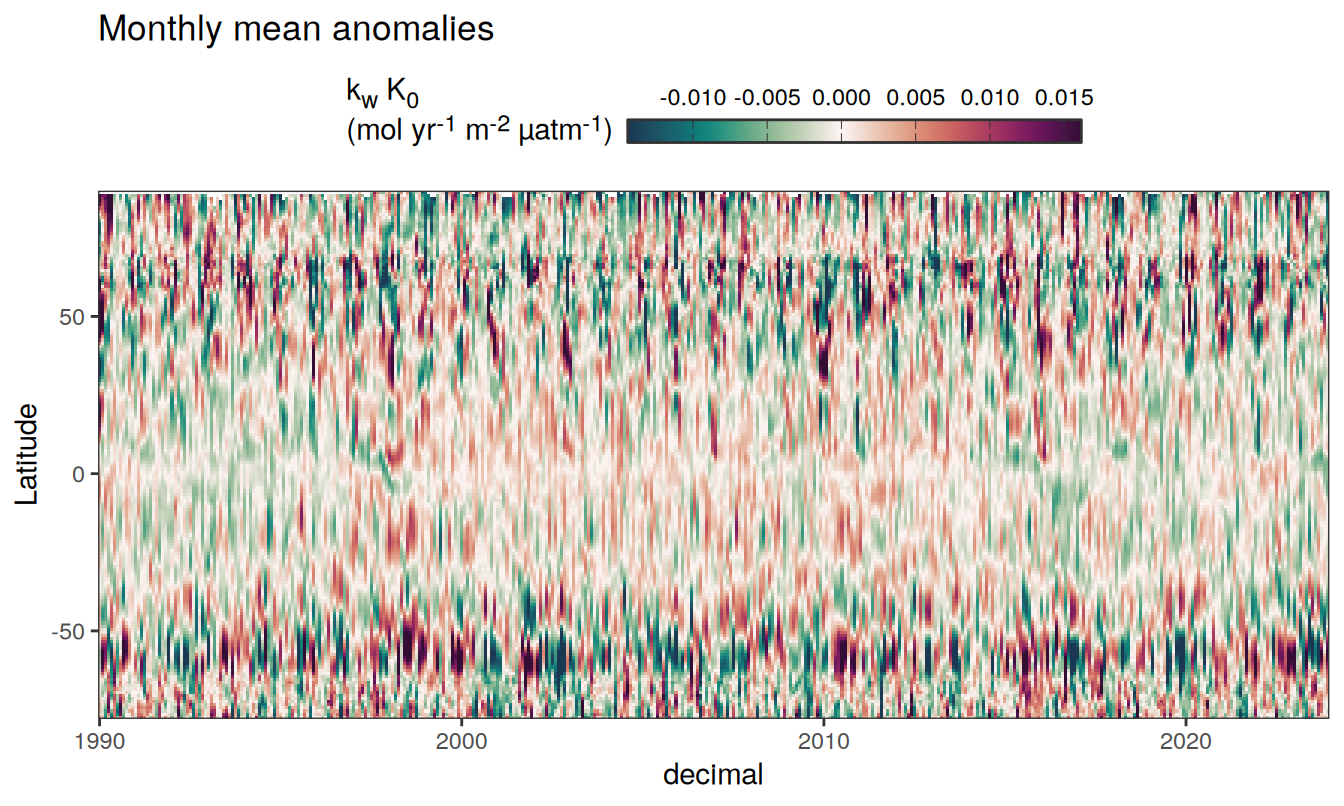 Monthly mean anomalies
k_w K_0
(mol yr⁻¹ m⁻² µatm⁻¹)
-0.010 -0.005 0.000 0.005 0.010 0.015
50
0
-50
Latitude
1990 2000 2010 2020
decimal